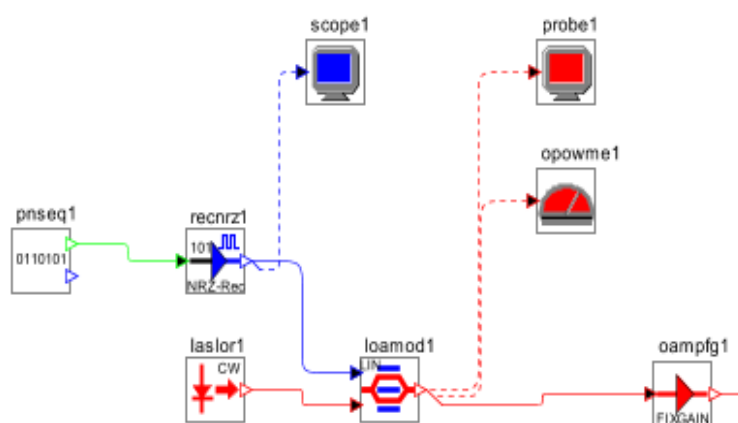 scope1
probe1
opowme1
pnseq1
0110101
recnrz1
101
NRZ-Rec
laslor1
CW
loamod1
LIN
oampfg1
FIXGAIN